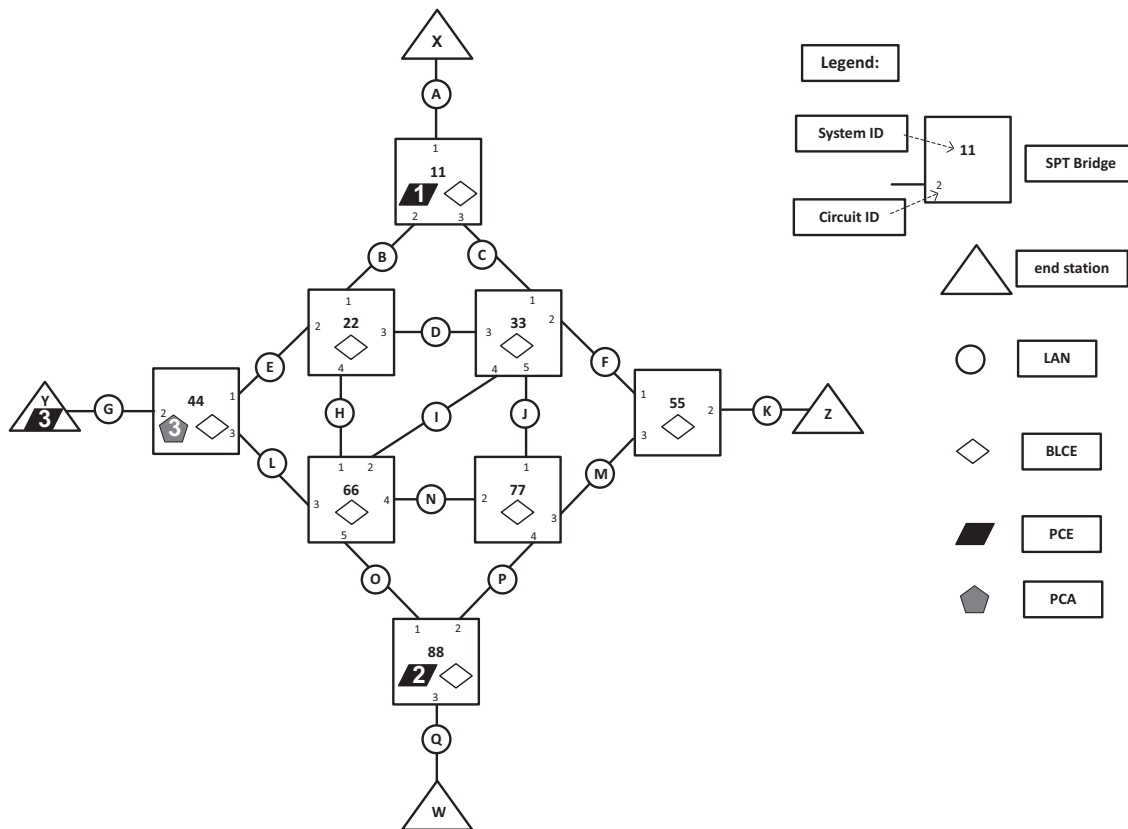 X
A
1
11
1
2 3
B
C
1
22
2 3
4
D
1
33
2
3
4 5
E
F
Y
3
G
44
1
2
3
3
H
I
J
1
55
2
3
K
Z
L
M
1 2
66
3 4
5
N
1
77
2
3
4
O
P
1 2
88
2
3
Q
W
Legend:
System ID
11
2
Circuit ID
SPT Bridge
end station
LAN
BLCE
PCE
PCA